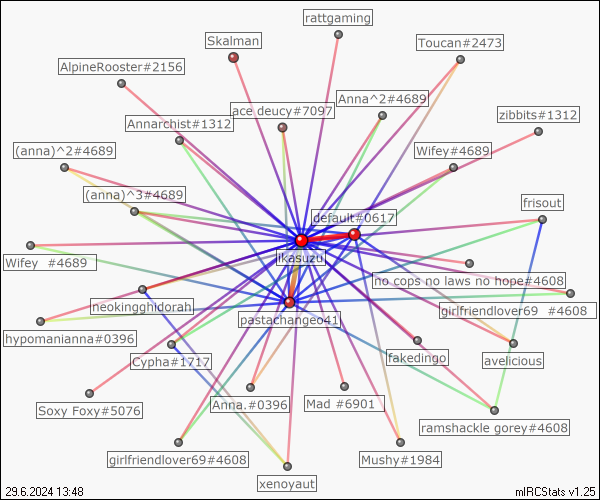 rattgaming
Skalman
Toucan#2473
AlpineRooster#2156
Anna^2#4689
ace deucy#7097
zibbits#1312
Annarchist#1312
(anna)^2#4689
Wifey#4689
(anna)^3#4689
frisout
default#0617
ikasuzu
Wifey #4689
no cops no laws no hope#4608
neokingghidorah
girlfriendlover69 #4608
pastachangeo41
hypomanianna#0396
fakedingo
avelicious
Cypha#1717
Anna.#0396
Mad #6901
Soxy Foxy#5076
ramshackle gorey#4608
girlfriendlover69#4608
Mushy#1984
xenoyaut
29.6.2024 13:48
mIRCStats v1.25